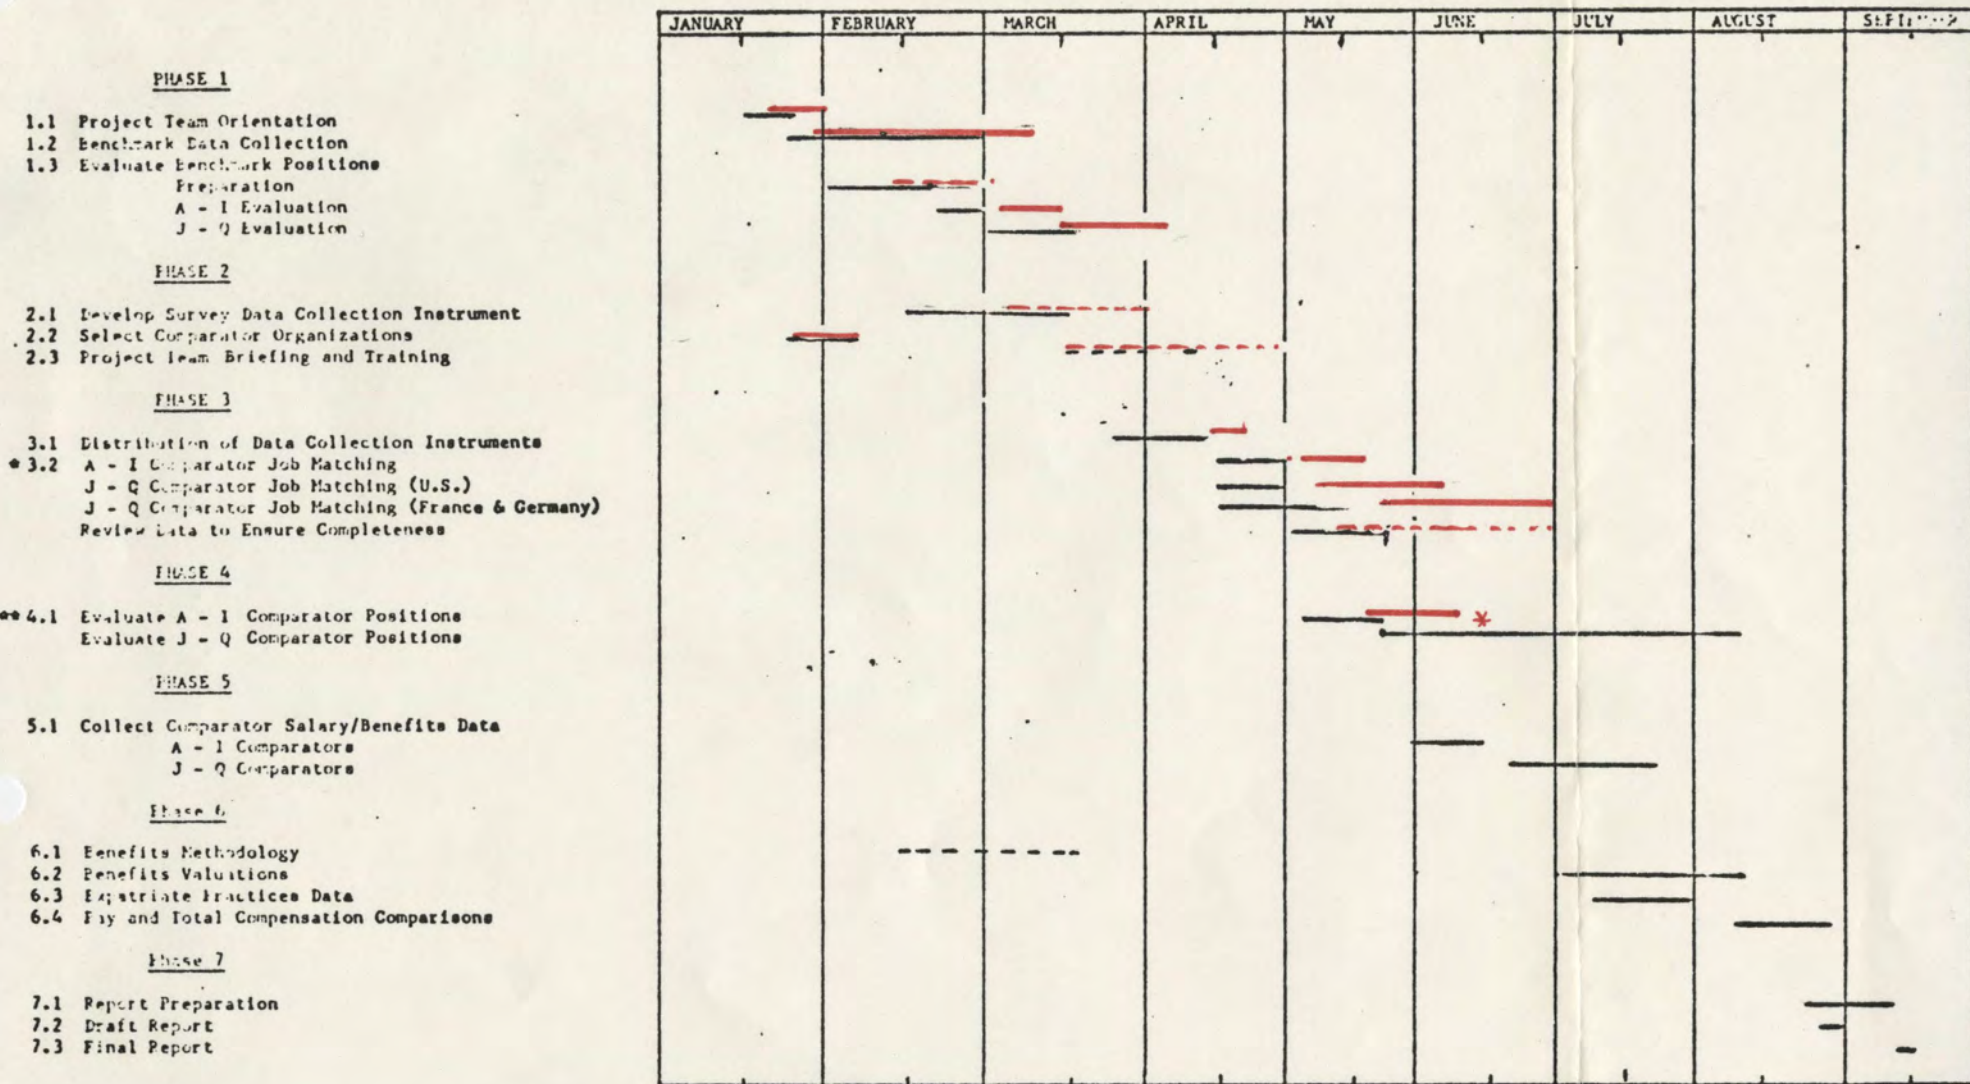 JANUARY FEBRUARY MARCH APRIL MAY JUNE JULY AUGUST
PHASE 1
1.1 Project Team Orientation
1.2 Benchmark Data Collection
1.3 Evaluate Benchmark Positions
Preparation
A - I Evaluation
J - Q Evaluation
PHASE 2
2.1 Develop Survey Data Collection Instrument
2.2 Select Comparator Organizations
2.3 Project Team Briefing and Training
PHASE 3
3.1 Distribution of Data Collection Instruments
* 3.2 A - I Comparator Job Matching
J - Q Comparator Job Matching (U.S.)
J - Q Comparator Job Matching (France & Germany)
Review Data to Ensure Completeness
PHASE 4
** 4.1 Evaluate A - I Comparator Positions
*
Evaluate J - Q Comparator Positions
PHASE 5
5.1 Collect Comparator Salary/Benefits Data
A - I Comparators
J - Q Comparators
Phase 6
6.1 Benefits Methodology
6.2 Benefits Valuations
6.3 Expatriate Practices Data
6.4 Pay and Total Compensation Comparisons
Phase 7
7.1 Report Preparation
7.2 Draft Report
7.3 Final Report